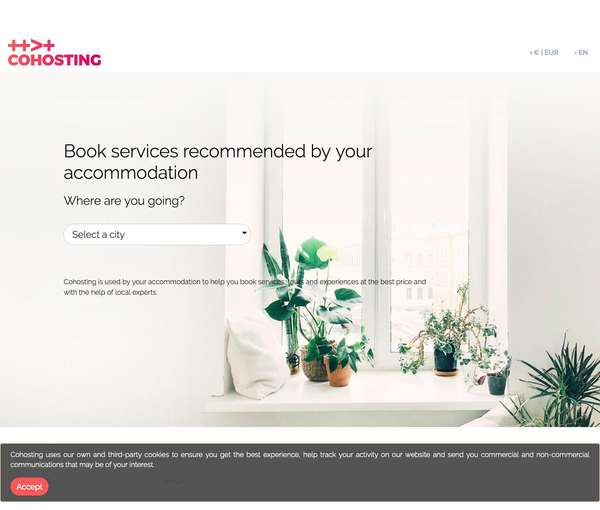 COHOSTING
€ | EUR
EN
Book services recommended by your
accommodation
Where are you going?
Select a city
Cohosting is used by your accommodation to help you book services, tours and experiences at the best price and
with the help of local experts.
Cohosting uses our own and third-party cookies to ensure you get the best experience, help track your activity on our website and send you commercial and non-commercial
communications that may be of your interest.
Accept